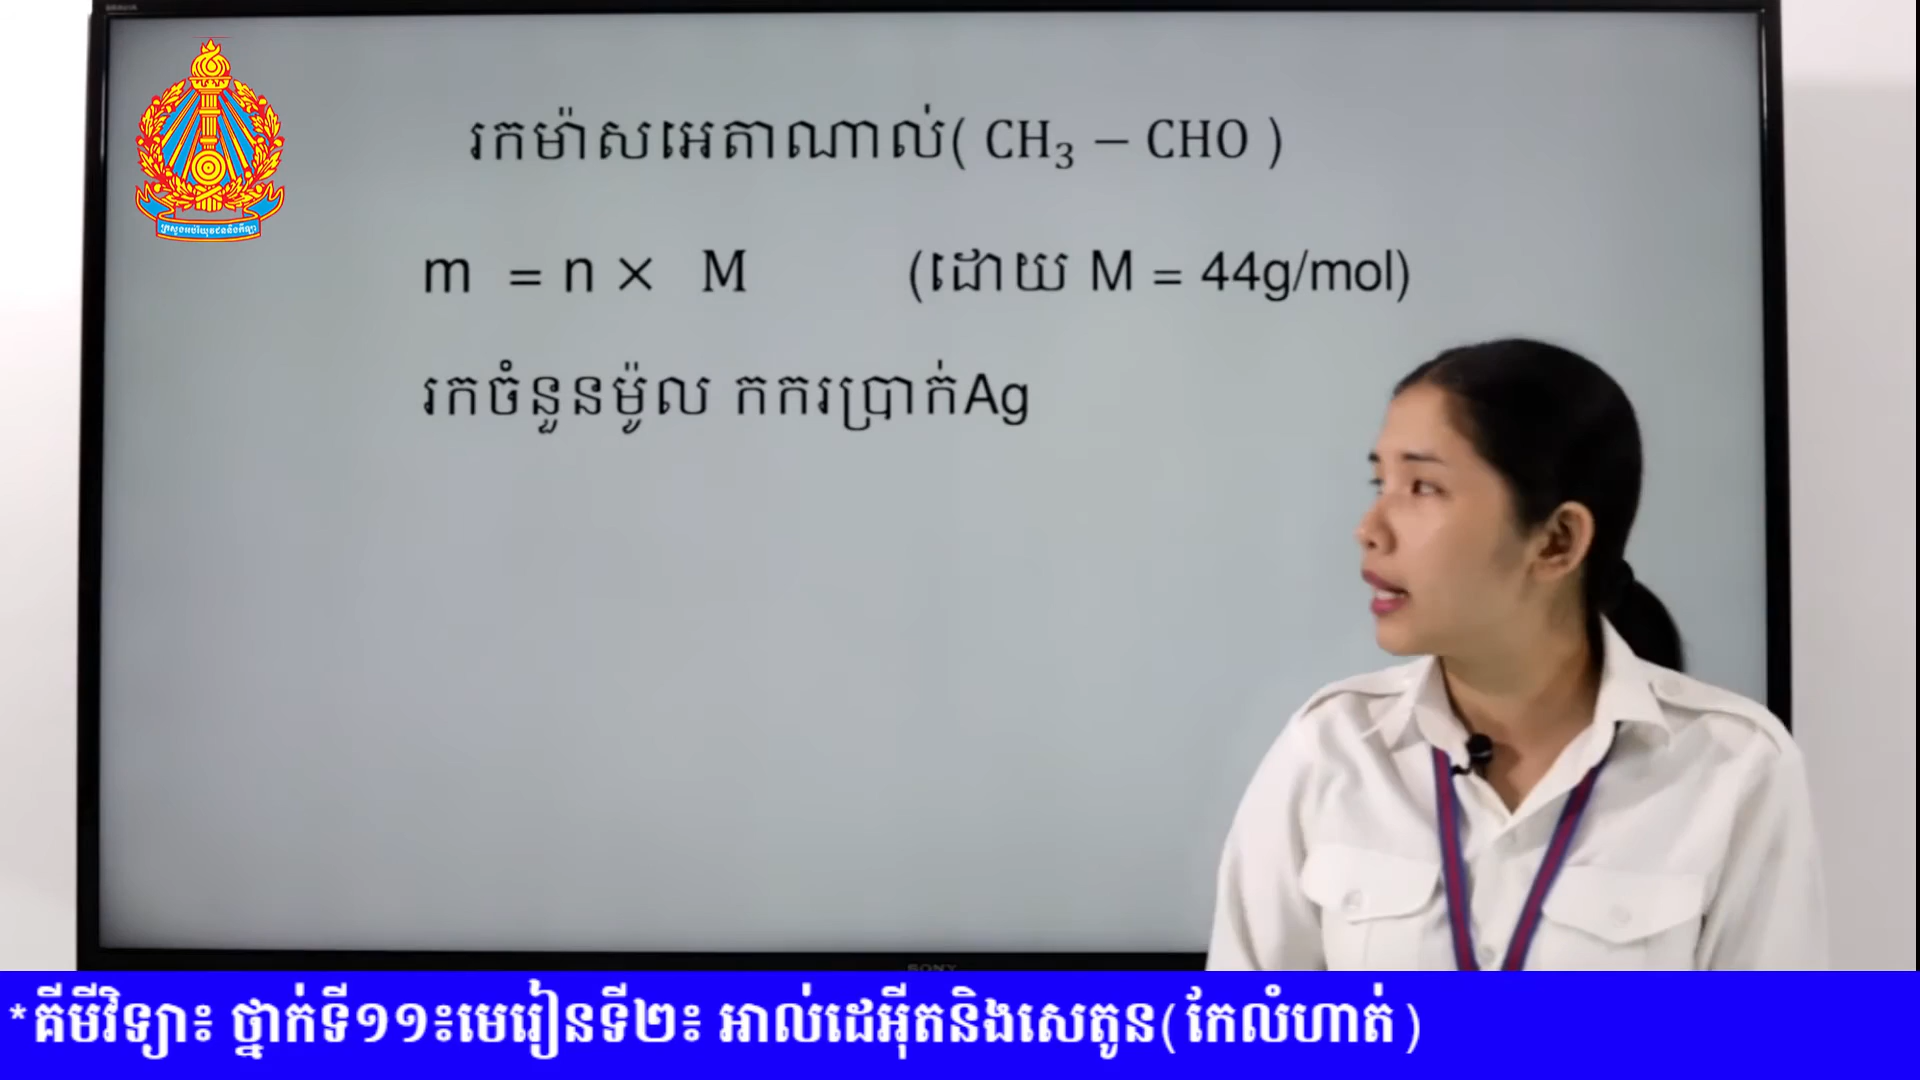 រកម៉ាសអេតាណាល់( CH₃ − CHO )
m = n × M (ដោយ M = 44g/mol)
រកចំនួនម៉ូល កករប្រាក់Ag
SONY
*គីមីវិទ្យា៖ ថ្នាក់ទី១១៖មេរៀនទី២៖ អាល់ដេអ៊ីតនិងសេតូន(កែលំហាត់)